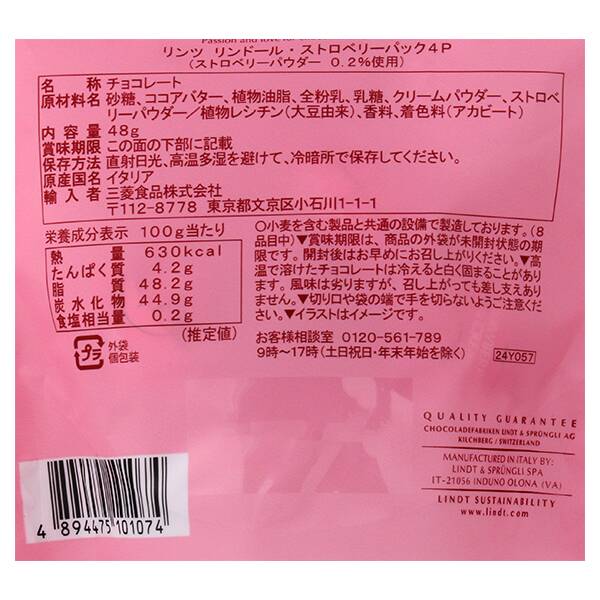 Passion and love for
リンツ リンドール・ストロベリーパック4P
(ストロベリーパウダー 0.2%使用)
名称 チョコレート
原材料名 砂糖、ココアバター、植物油脂、全粉乳、乳糖、クリームパウダー、ストロベ
リーパウダー/植物レシチン(大豆由来)、香料、着色料(アカビート)
内容量 48g
賞味期限 この面の下部に記載
保存方法 直射日光、高温多湿を避けて、冷暗所で保存してください。
原産国名 イタリア
輸入者 三菱食品株式会社
〒112-8778 東京都文京区小石川1-1-1
栄養成分表示 100g当たり
熱量 630kcal
たんぱく質 4.2g
脂質 48.2g
炭水化物 44.9g
食塩相当量 0.2g
(推定値)
〇小麦を含む製品と共通の設備で製造しております。(8
品目中)▼賞味期限は、商品の外袋が未開封状態の期
限です。開封後はお早めにお召し上がりください。▼高
温で溶けたチョコレートは冷えると白く固まることがあり
ます。風味は劣りますが、召し上がっても差し支えあり
ません。▼切り口や袋の端で手を切らないようご注意くだ
さい。▼イラストはイメージです。
お客様相談室 0120-561-789
9時〜17時(土日祝日・年末年始を除く)
24Y057
プラ
外袋
個包装
QUALITY GUARANTEE
CHOCOLADEFABRIKEN LINDT & SPRÜNGLI AG
KILCHBERG / SWITZERLAND
MANUFACTURED IN ITALY BY:
LINDT & SPRÜNGLI SPA
IT-21056 INDUNO OLONA (VA)
LINDT SUSTAINABILITY
www.lindt.com
4 894475 101074